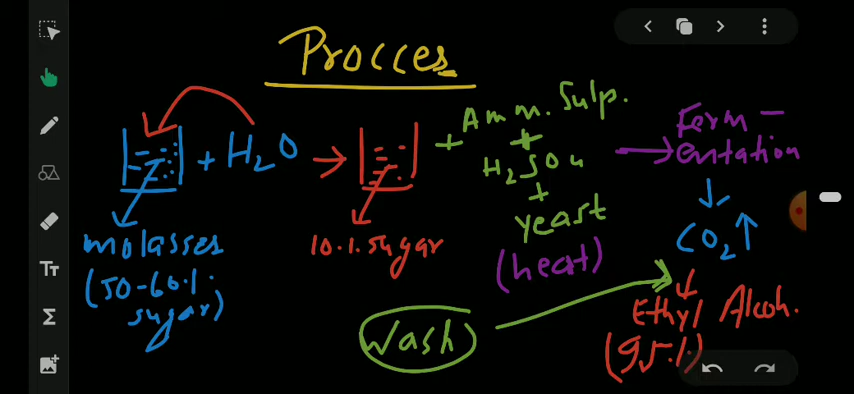 Procces
+ H2O
molasses
(50-60%
sugar)
10% sugar
+ Amm. Sulp.
+
H2SO4
+
yeast
(heat)
Ferm-
entation
CO2
Ethyl Alcoh.
(95%)
Wash
Tt